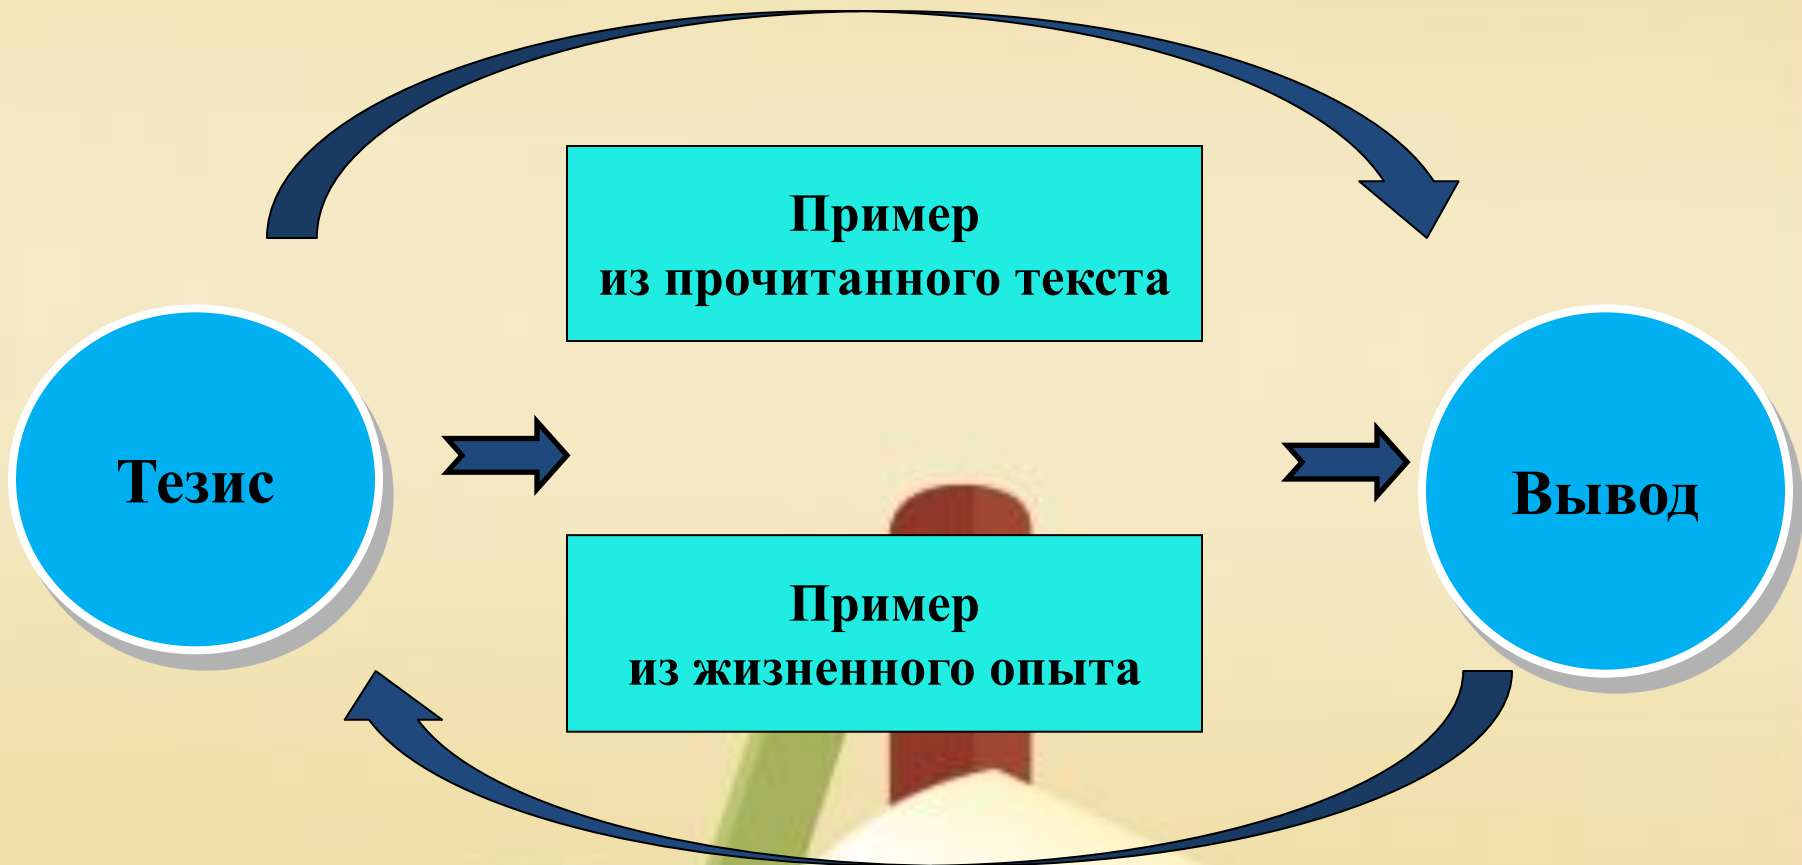 Пример
из прочитанного текста
Тезис
Вывод
Пример
из жизненного опыта